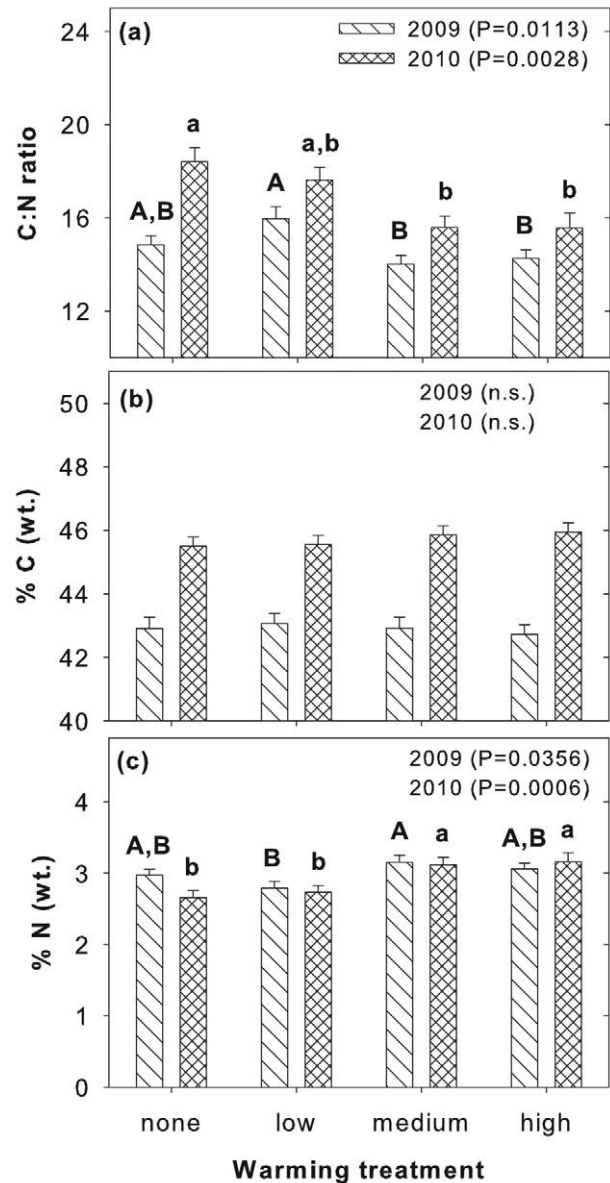 (a)
2009 (P=0.0113)
2010 (P=0.0028)
24
20
16
12
C:N ratio
A,B
a
A
a,b
B
b
B
b
(b)
2009 (n.s.)
2010 (n.s.)
50
48
46
44
42
40
% C (wt.)
(c)
2009 (P=0.0356)
2010 (P=0.0006)
4
3
2
1
0
% N (wt.)
A,B
b
B
b
A
a
A,B
a
none low medium high
Warming treatment